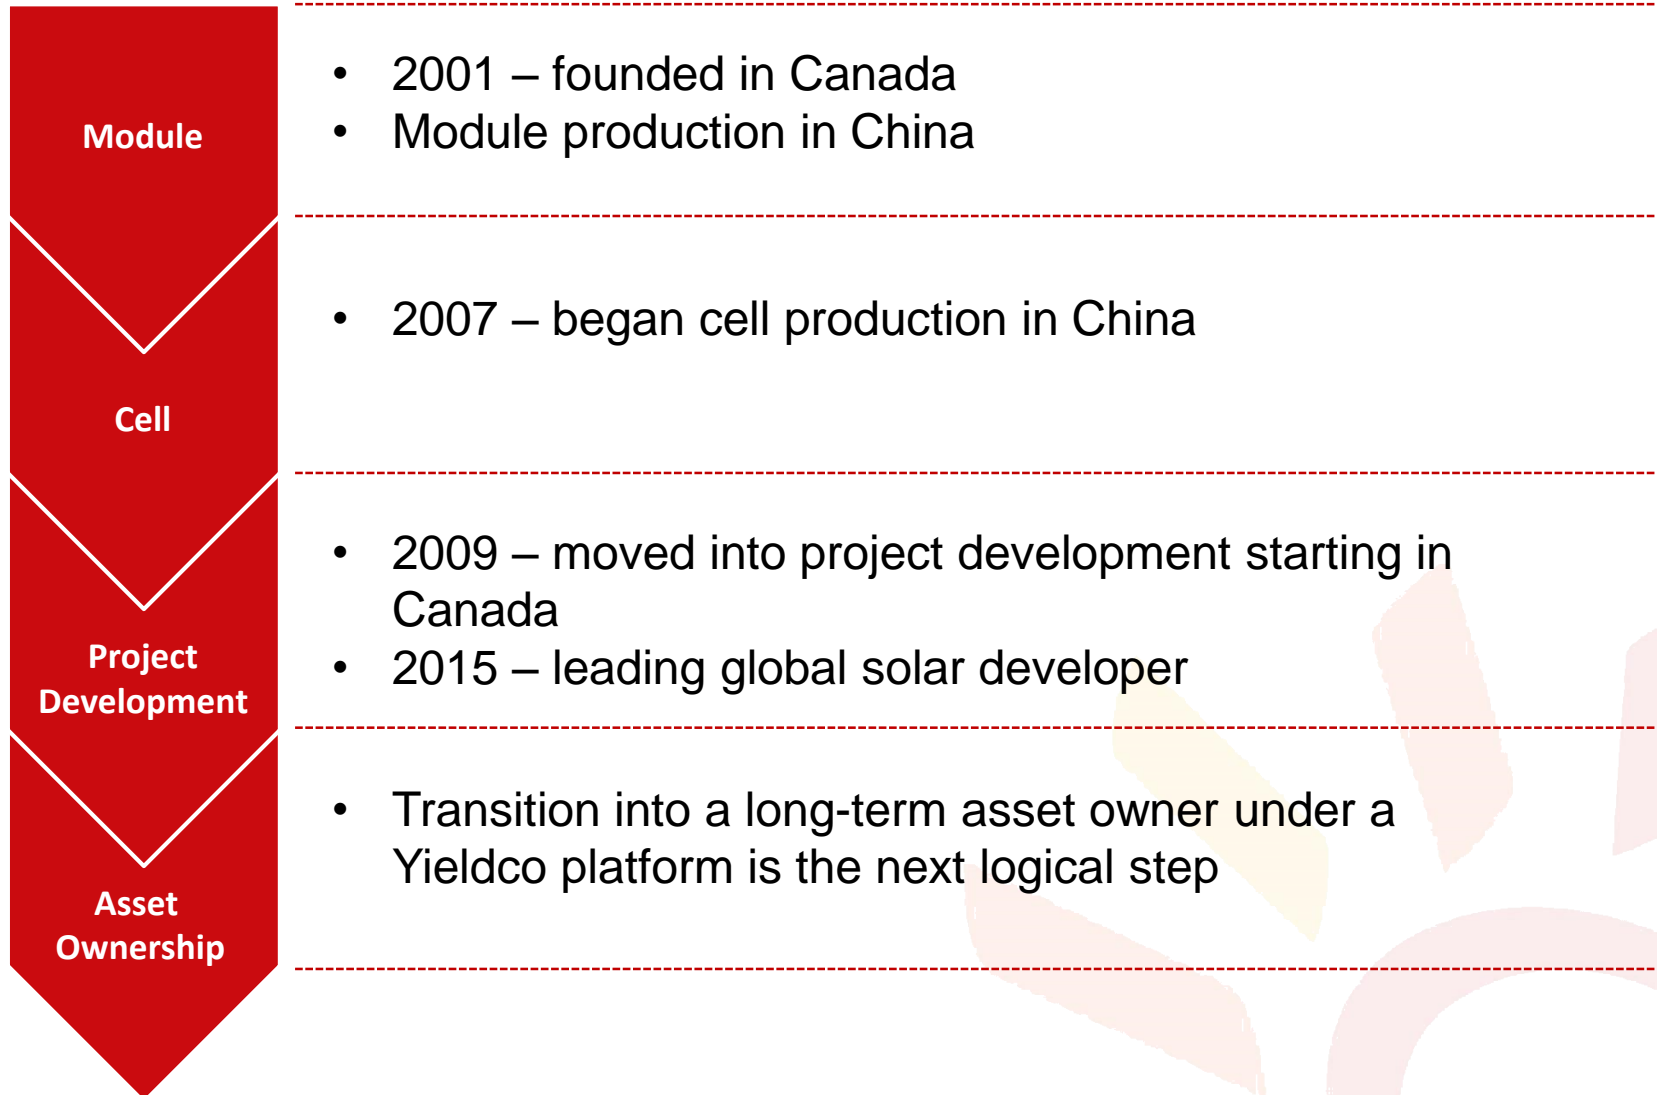 Module
• 2001 – founded in Canada
• Module production in China
Cell
• 2007 – began cell production in China
Project
Development
• 2009 – moved into project development starting in
Canada
• 2015 – leading global solar developer
Asset
Ownership
• Transition into a long-term asset owner under a
Yieldco platform is the next logical step